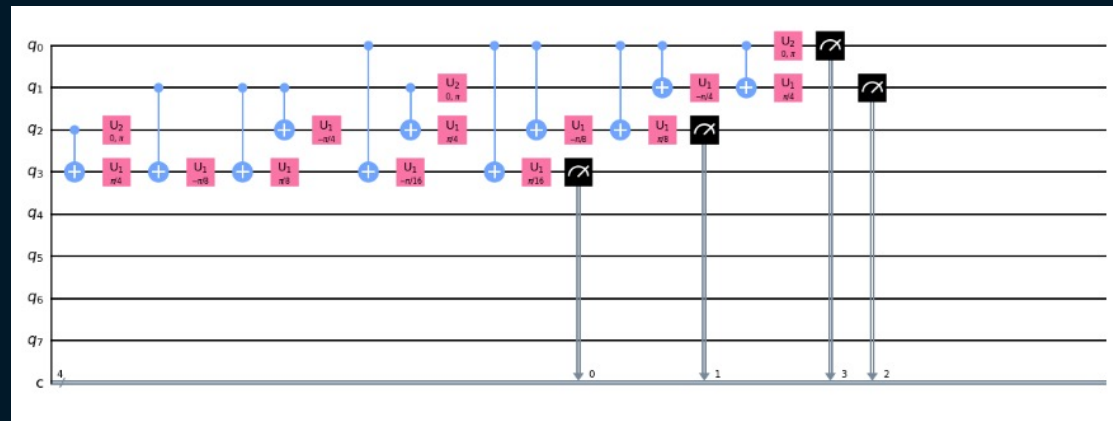 q0 U2 0, π
q1 U2 0, π U1 −π/4 U1 π/4
q2 U2 0, π U1 −π/4 U1 π/4 U1 −π/8 U1 π/8
q3 U1 π/4 U1 −π/8 U1 π/8 U1 −π/16 U1 π/16
q4
q5
q6
q7
c 4 0 1 3 2